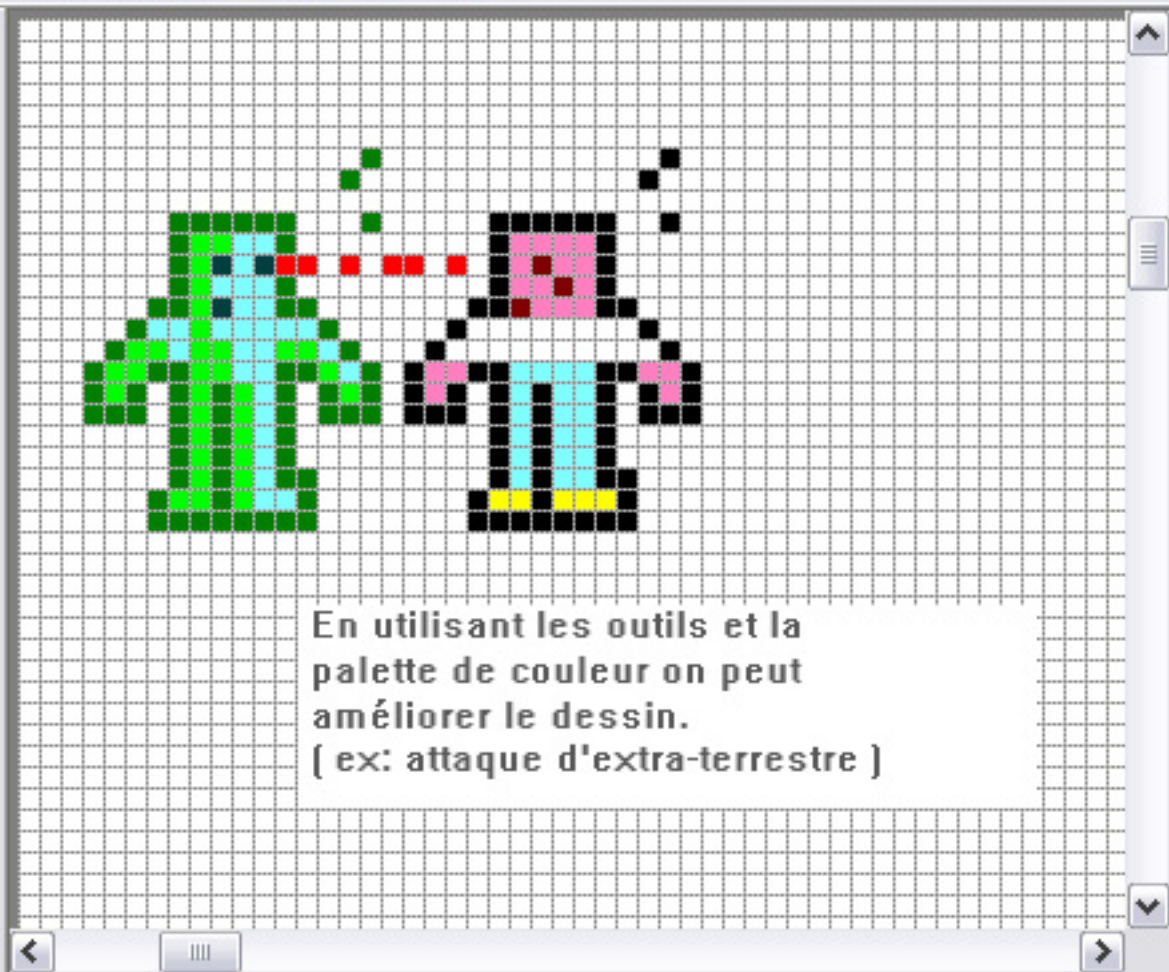 En utilisant les outils et la
palette de couleur on peut
améliorer le dessin.
( ex: attaque d'extra-terrestre )